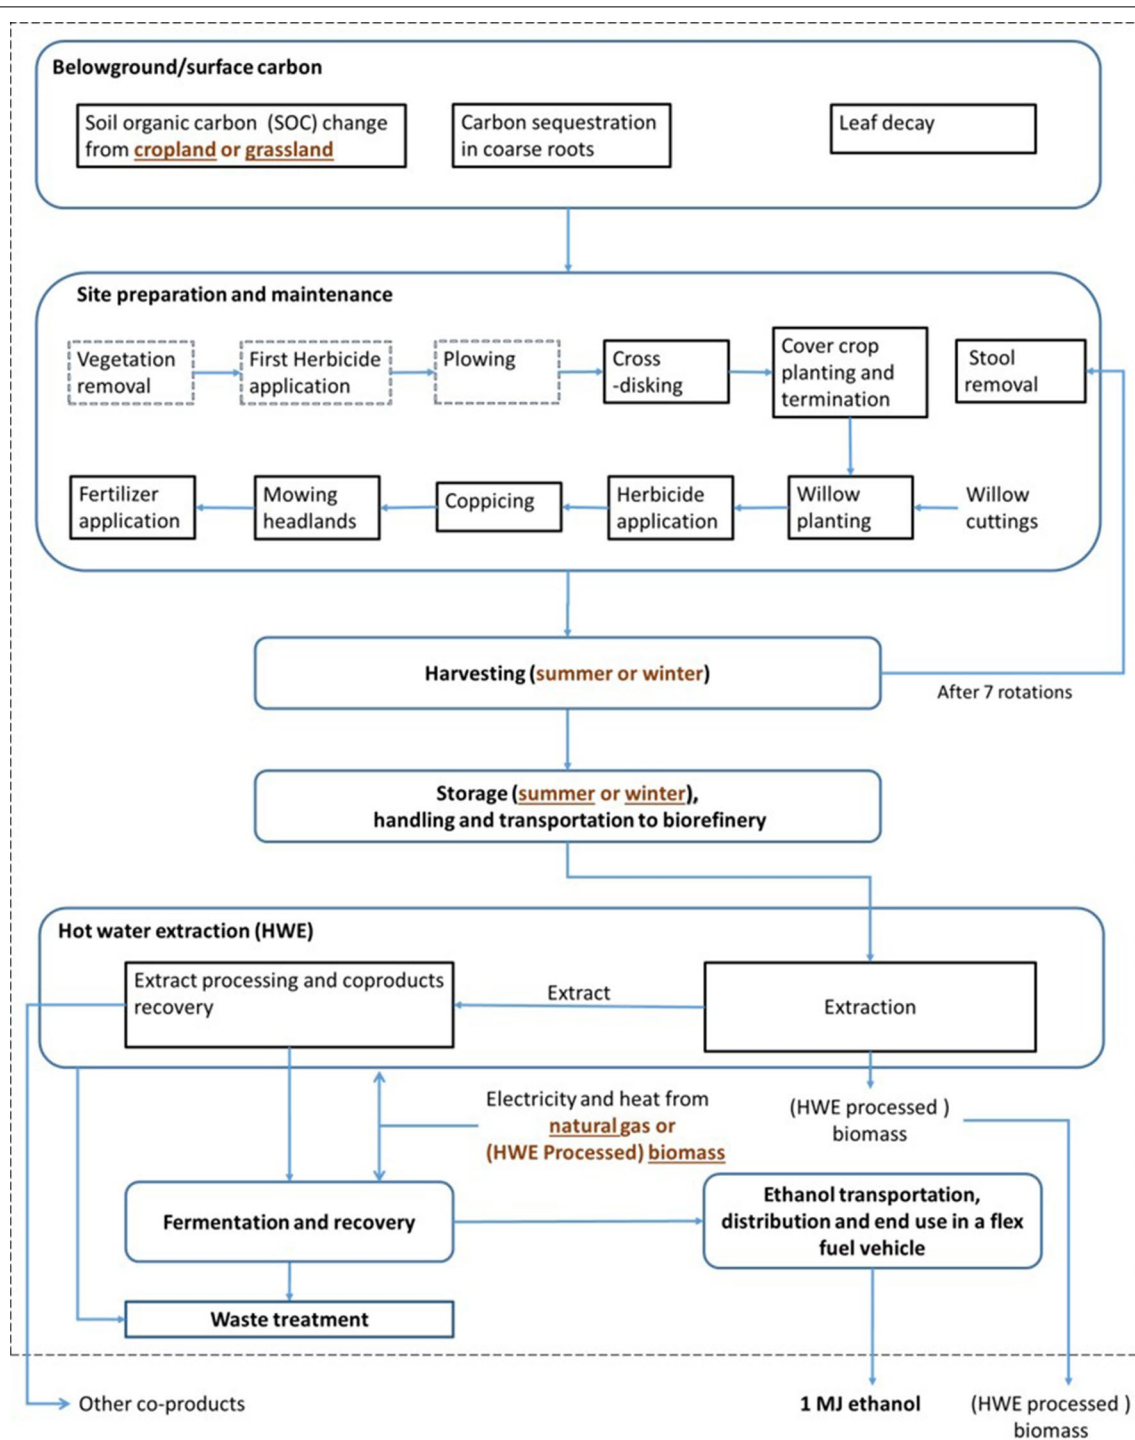 Belowground/surface carbon
Soil organic carbon (SOC) change
from cropland or grassland
Carbon sequestration
in coarse roots
Leaf decay
Site preparation and maintenance
Vegetation
removal
First Herbicide
application
Plowing
Cross
-disking
Cover crop
planting and
termination
Stool
removal
Fertilizer
application
Mowing
headlands
Coppicing
Herbicide
application
Willow
planting
Willow
cuttings
Harvesting (summer or winter)
After 7 rotations
Storage (summer or winter),
handling and transportation to biorefinery
Hot water extraction (HWE)
Extract processing and coproducts
recovery
Extract
Extraction
Electricity and heat from
natural gas or
(HWE Processed) biomass
(HWE processed )
biomass
Fermentation and recovery
Ethanol transportation,
distribution and end use in a flex
fuel vehicle
Waste treatment
Other co-products
1 MJ ethanol
(HWE processed )
biomass